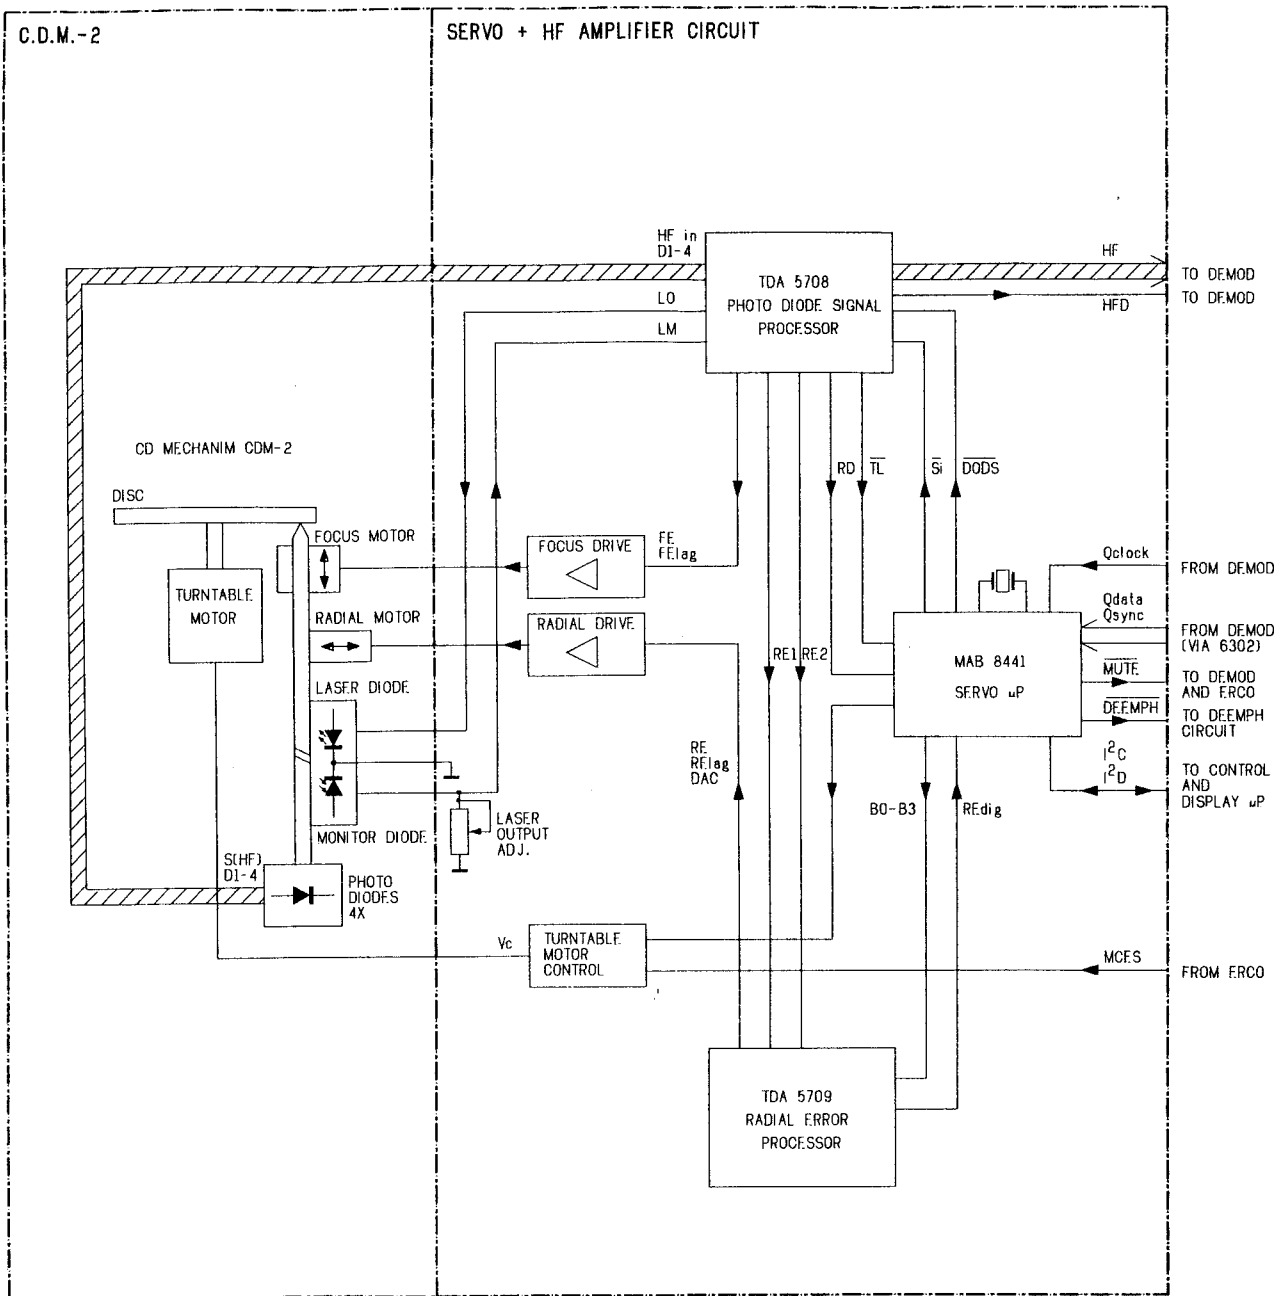 C.D.M.-2
SERVO + HF AMPLIFIER CIRCUIT
HF in
D1-4
HF
TO DEMOD
TDA 5708
PHOTO DIODE SIGNAL
PROCESSOR
LO
HFD
TO DEMOD
LM
CD MECHANIM CDM-2
RD
TL
Si
DODS
DISC
FOCUS MOTOR
FOCUS DRIVE
FE
FElag
Qclock
FROM DEMOD
TURNTABLE
MOTOR
RADIAL MOTOR
RADIAL DRIVE
Qdata
Qsync
FROM DEMOD
(VIA 6302)
RE1
RE2
MAB 8441
SERVO uP
MUTE
TO DEMOD
AND ERCO
LASER DIODE
DEEMPH
TO DEEMPH
CIRCUIT
RE
RElag
DAC
I²C
I²D
TO CONTROL
AND
DISPLAY uP
B0-B3
REdig
MONITOR DIODE
LASER
OUTPUT
ADJ.
S(HF)
D1-4
PHOTO
DIODES
4X
Vc
TURNTABLE
MOTOR
CONTROL
MCES
FROM ERCO
TDA 5709
RADIAL ERROR
PROCESSOR